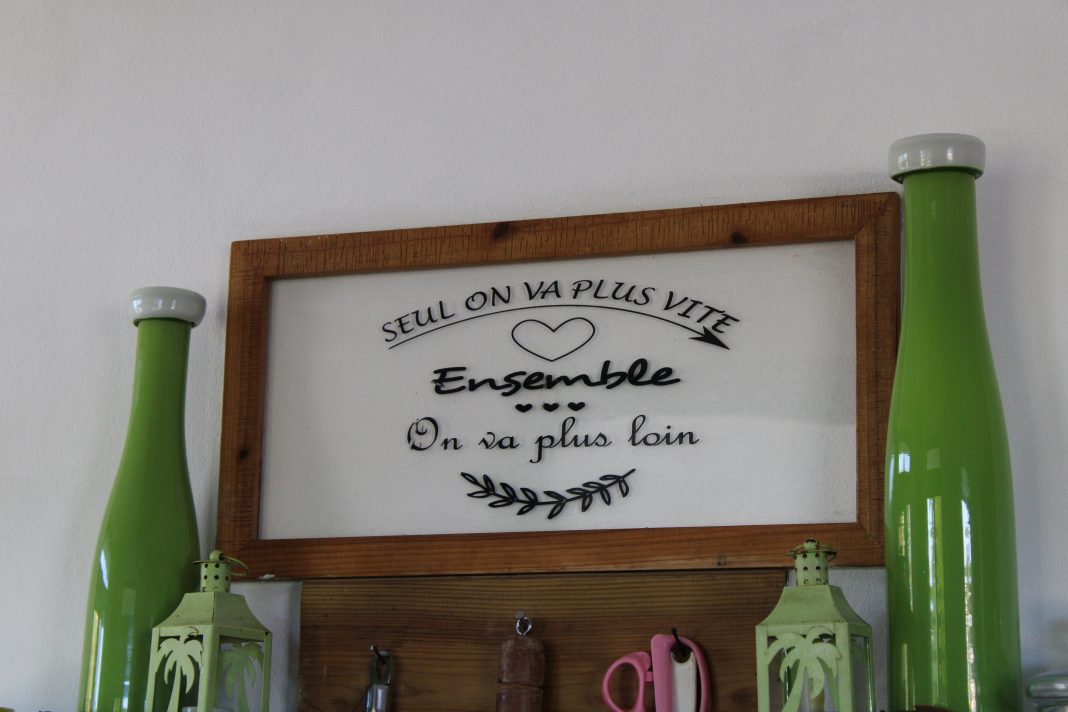 SEUL ON VA PLUS VITE
Ensemble
On va plus loin